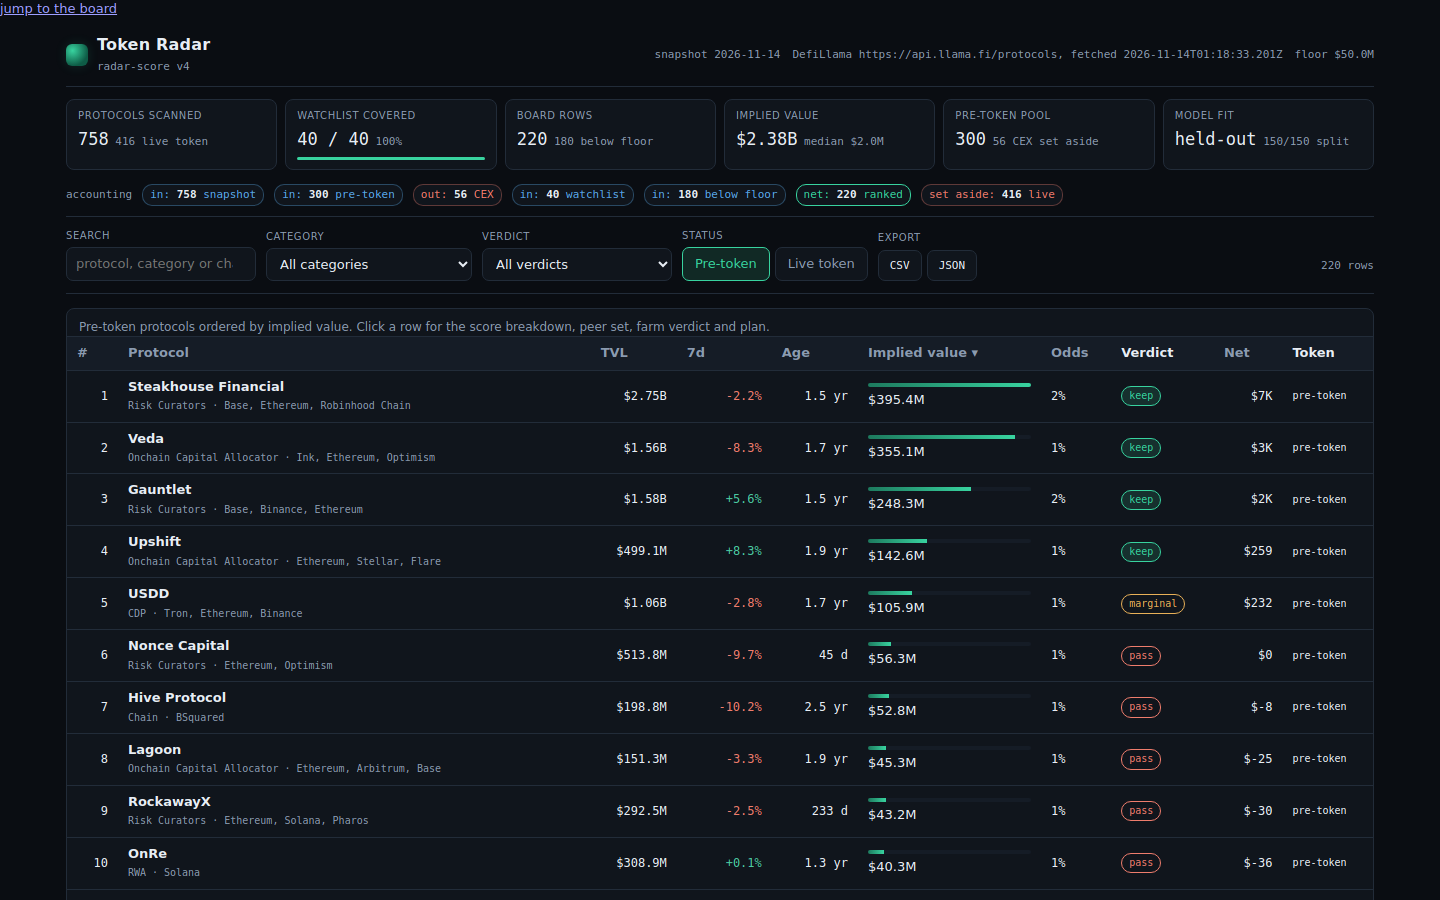 jump to the board
Token Radar
radar-score v4
snapshot 2026-11-14 DefiLlama https://api.llama.fi/protocols, fetched 2026-11-14T01:18:33.201Z floor $50.0M
PROTOCOLS SCANNED
758 416 live token
WATCHLIST COVERED
40 / 40 100%
BOARD ROWS
220 180 below floor
IMPLIED VALUE
$2.38B median $2.0M
PRE-TOKEN POOL
300 56 CEX set aside
MODEL FIT
held-out 150/150 split
accounting in: 758 snapshot in: 300 pre-token out: 56 CEX in: 40 watchlist in: 180 below floor net: 220 ranked set aside: 416 live
SEARCH
protocol, category or ch
CATEGORY
All categories
VERDICT
All verdicts
STATUS
Pre-token Live token
EXPORT
CSV JSON
220 rows
Pre-token protocols ordered by implied value. Click a row for the score breakdown, peer set, farm verdict and plan.
# Protocol TVL 7d Age Implied value ▾ Odds Verdict Net Token
1 Steakhouse Financial $2.75B -2.2% 1.5 yr $395.4M 2% keep $7K pre-token
Risk Curators · Base, Ethereum, Robinhood Chain
2 Veda $1.56B -8.3% 1.7 yr $355.1M 1% keep $3K pre-token
Onchain Capital Allocator · Ink, Ethereum, Optimism
3 Gauntlet $1.58B +5.6% 1.5 yr $248.3M 2% keep $2K pre-token
Risk Curators · Base, Binance, Ethereum
4 Upshift $499.1M +8.3% 1.9 yr $142.6M 1% keep $259 pre-token
Onchain Capital Allocator · Ethereum, Stellar, Flare
5 USDD $1.06B -2.8% 1.7 yr $105.9M 1% marginal $232 pre-token
CDP · Tron, Ethereum, Binance
6 Nonce Capital $513.8M -9.7% 45 d $56.3M 1% pass $0 pre-token
Risk Curators · Ethereum, Optimism
7 Hive Protocol $198.8M -10.2% 2.5 yr $52.8M 1% pass $-8 pre-token
Chain · BSquared
8 Lagoon $151.3M -3.3% 1.9 yr $45.3M 1% pass $-25 pre-token
Onchain Capital Allocator · Ethereum, Arbitrum, Base
9 RockawayX $292.5M -2.5% 233 d $43.2M 1% pass $-30 pre-token
Risk Curators · Ethereum, Solana, Pharos
10 OnRe $308.9M +0.1% 1.3 yr $40.3M 1% pass $-36 pre-token
RWA · Solana